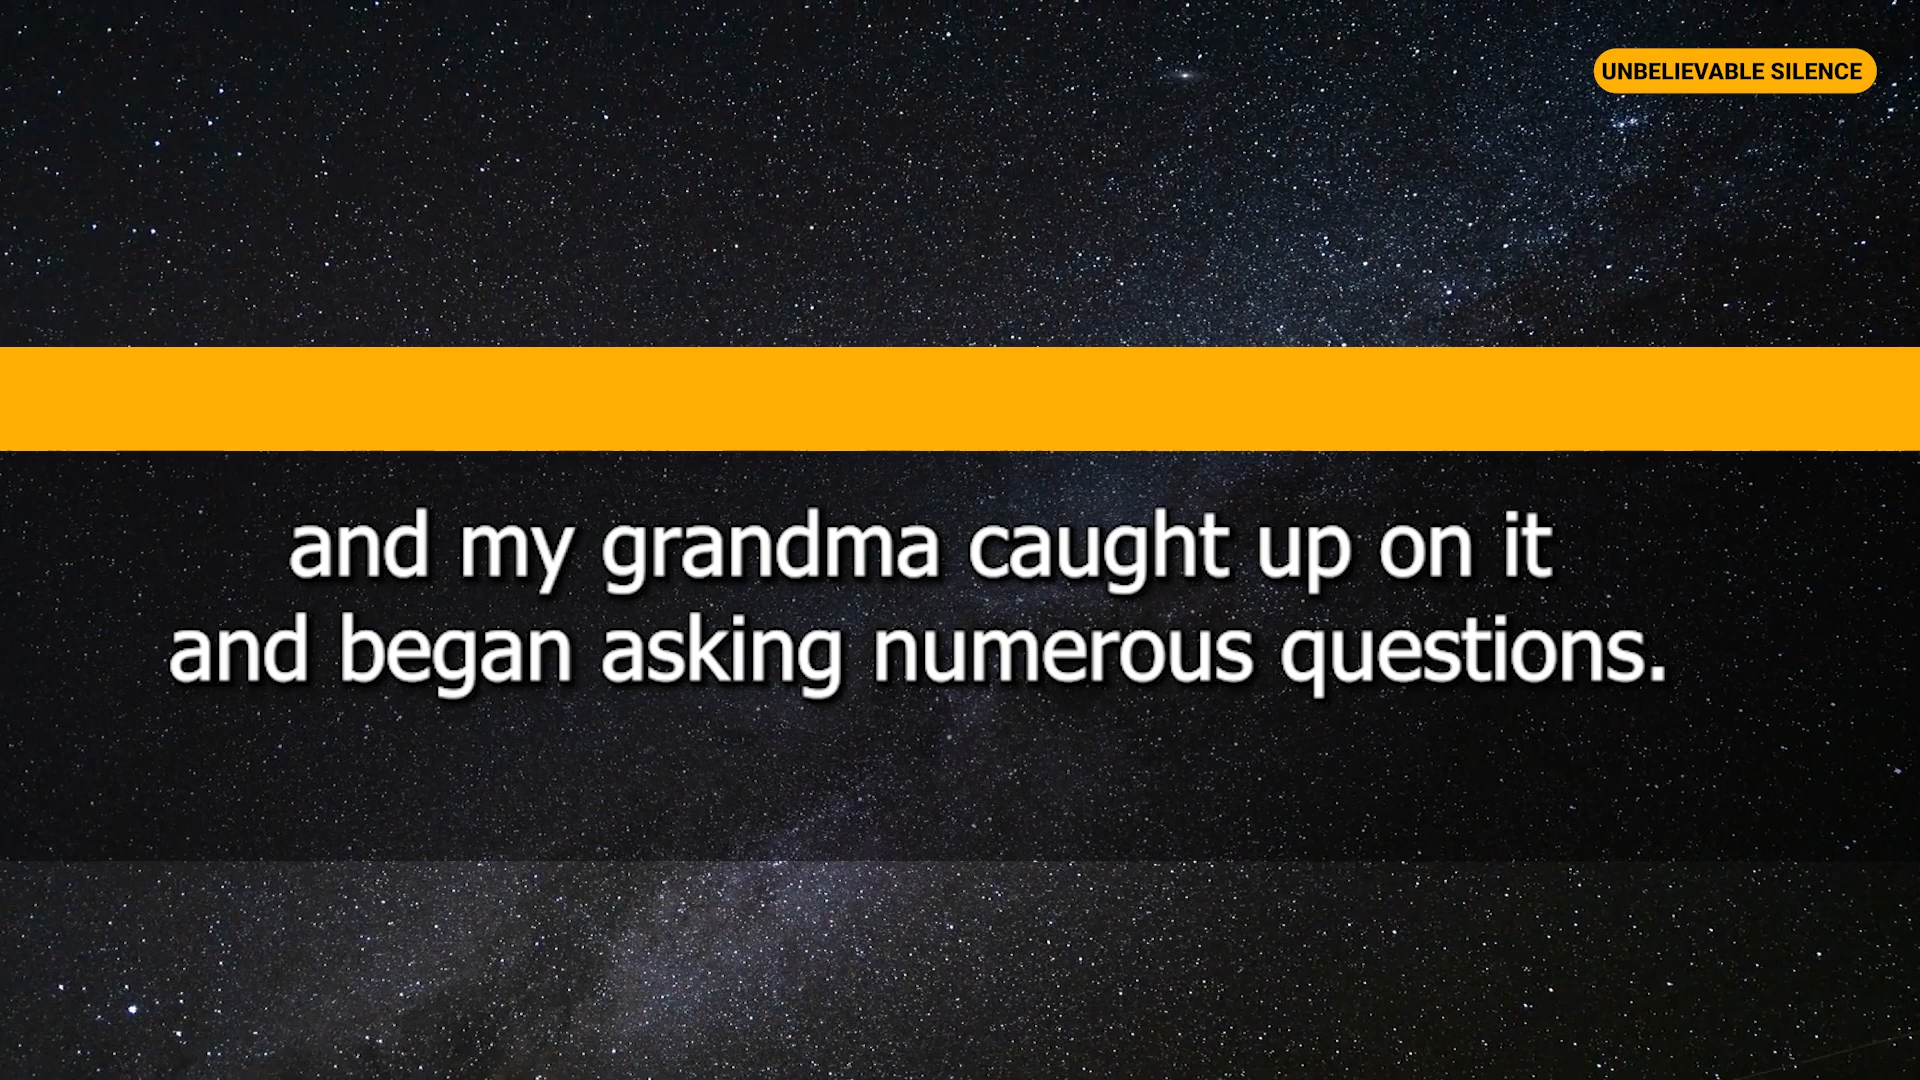 UNBELIEVABLE SILENCE
and my grandma caught up on it
and began asking numerous questions.